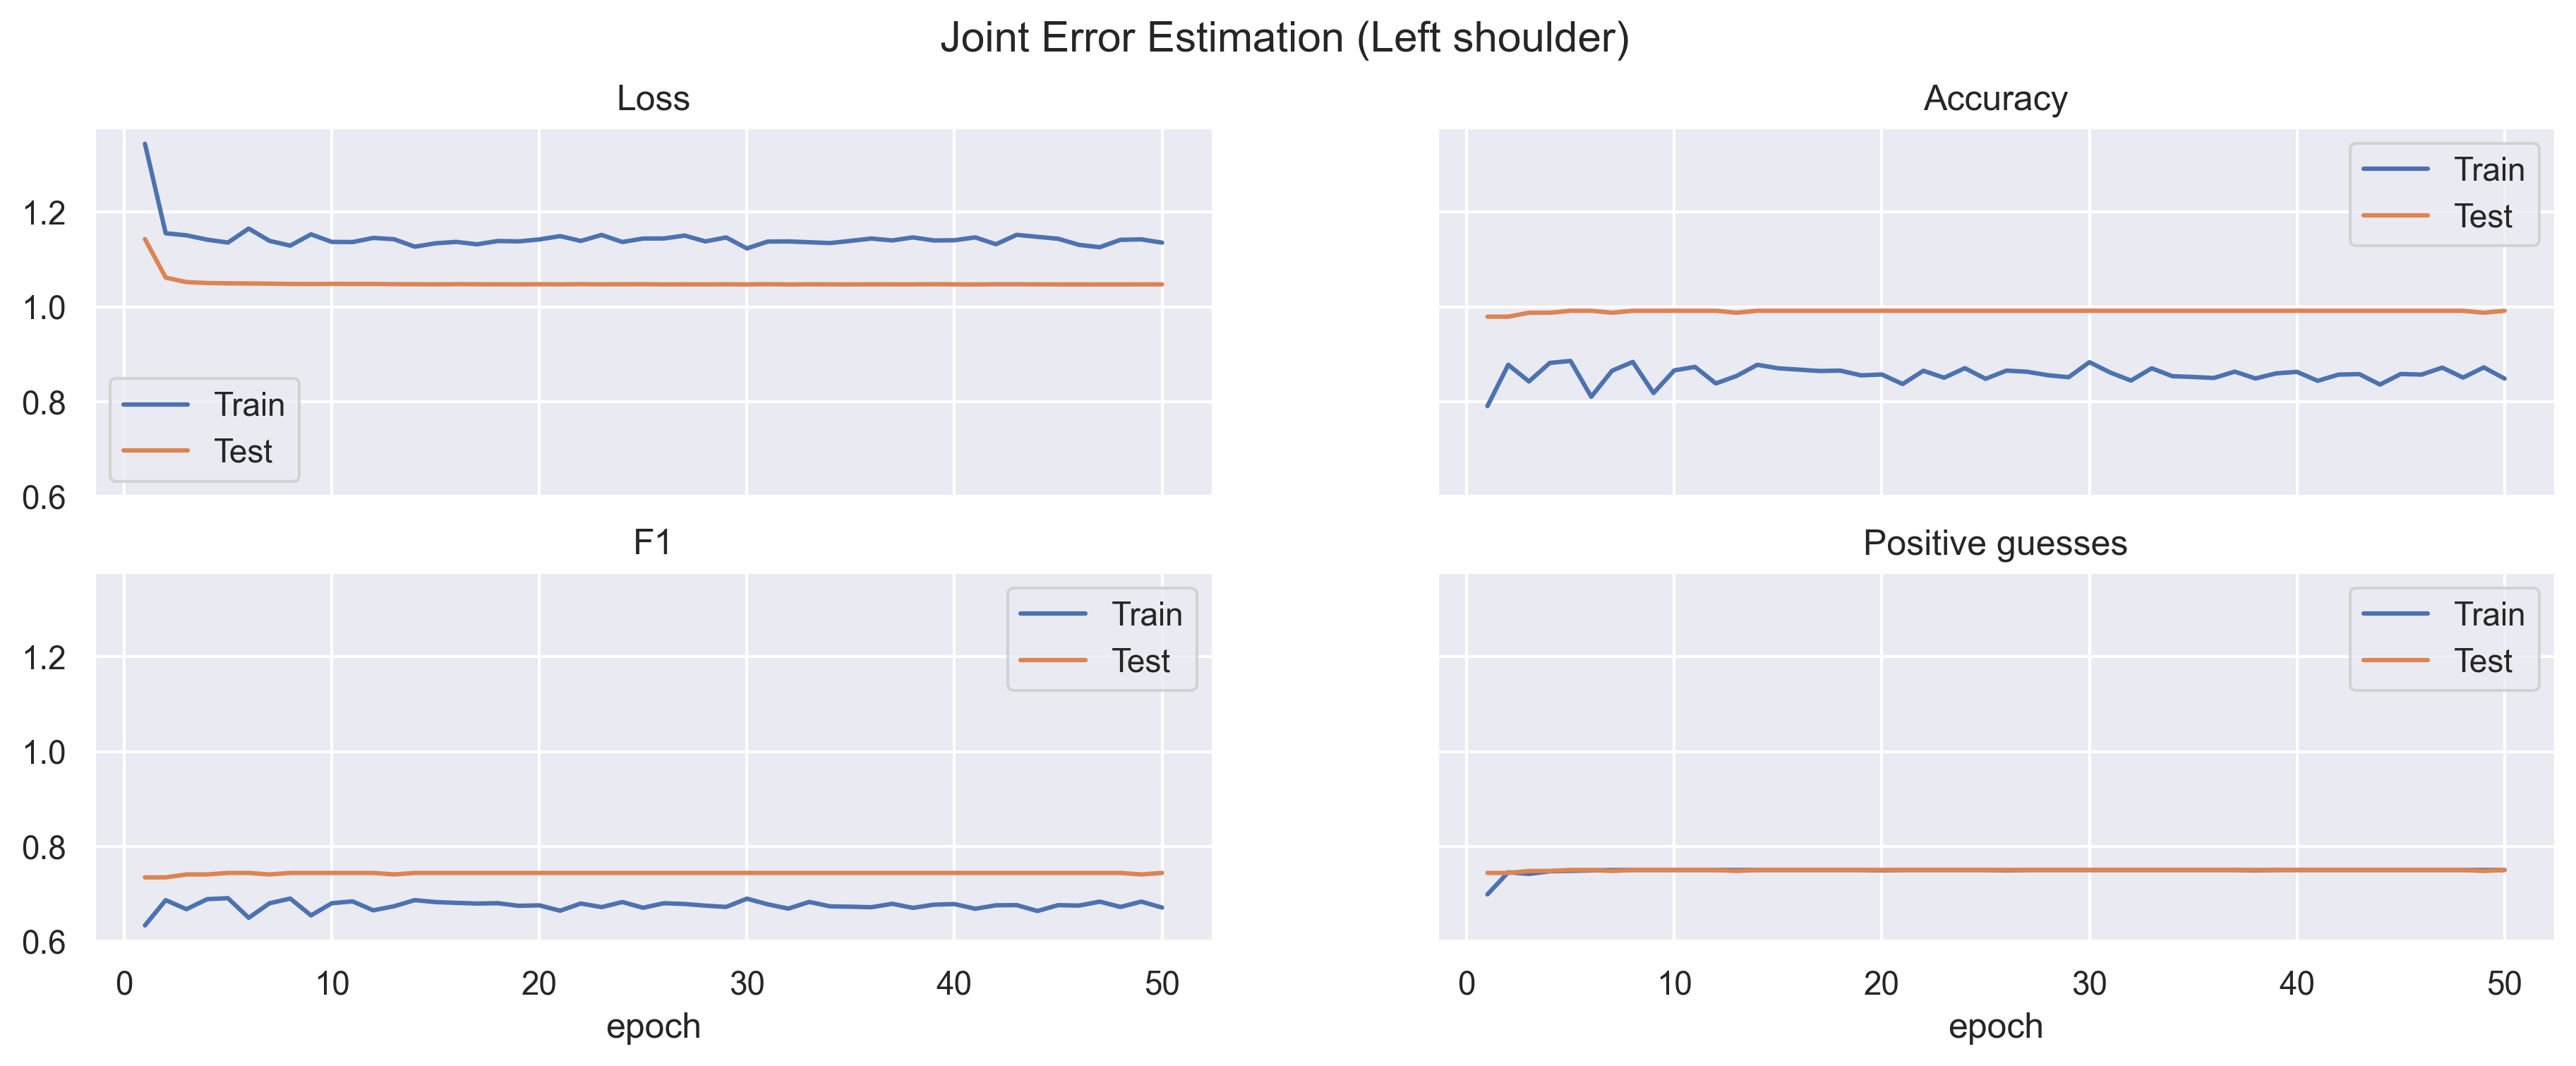 Joint Error Estimation (Left shoulder)
Loss
1.2
1.0
0.8
0.6
Train
Test
Accuracy
Train
Test
F1
1.2
1.0
0.8
0.6
Train
Test
0 10 20 30 40 50
epoch
Positive guesses
Train
Test
0 10 20 30 40 50
epoch